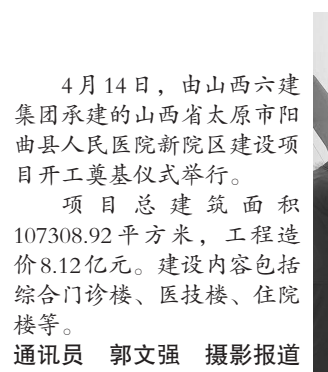 4月14日，由山西六建
集团承建的山西省太原市阳
曲县人民医院新院区建设项
目开工奠基仪式举行。
项目总建筑面积
107308.92平方米，工程造
价8.12亿元。建设内容包括
综合门诊楼、医技楼、住院
楼等。
通讯员 郭文强 摄影报道